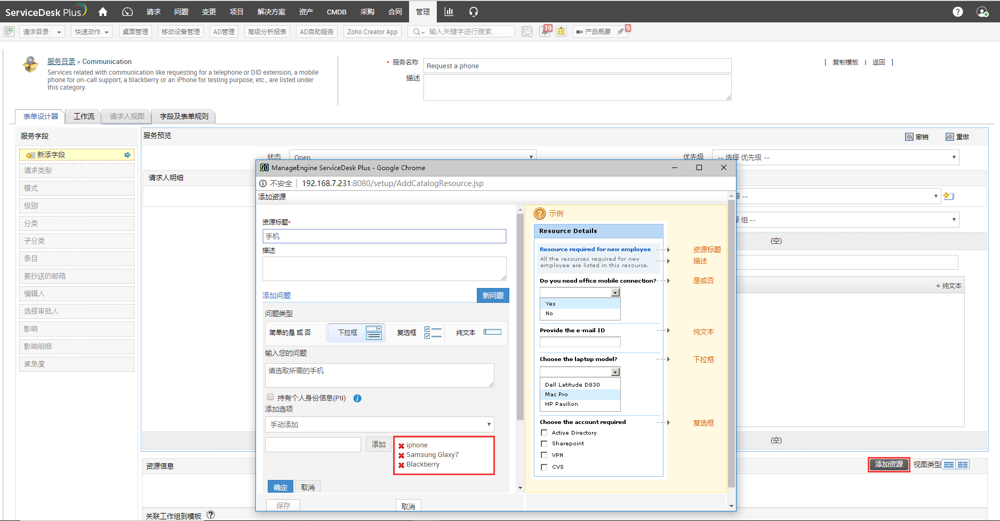 ServiceDesk Plus 请求 问题 变更 项目 解决方案 资产 CMDB 采购 合同 管理
请求目录 快速动作 桌面管理 移动设备管理 AD管理 高级分析报表 AD自助服务 Zoho Creator App 输入关键字进行搜索... 19 产品概要 9
服务目录 > Communication
Services related with communication like requesting for a telephone or DID extension, a mobile
phone for on-call support, a blackberry or an iPhone for testing purpose, etc., are listed under
this category.
* 服务名称 Request a phone
描述
[ 复制模板 | 返回 ]
表单设计器 工作流 请求人视图 字段及表单规则
服务字段
新添字段
请求类型
模式
级别
分类
子分类
条目
要抄送的邮箱
编辑人
选择审批人
影响
影响明细
紧急度
服务预览 撤销 重做
状态 Open 优先级 -- 选择 优先级 --
请求人明细
择 --
择 组 --
(空)
« 纯文本
(空)
资源信息 添加资源 视图类型
关联工作组到模板 ?
ManageEngine ServiceDesk Plus - Google Chrome
不安全 192.168.7.231:8080/setup/AddCatalogResource.jsp
添加资源
资源标题*
手机
描述
添加问题 新问题
问题类型
简单的是 或 否 下拉框 复选框 纯文本
输入您的问题
请选取所需的手机
持有个人身份信息(PII)
添加选项
手动添加
添加
iphone
Samsung Glaxy7
Blackberry
确定 取消
保存 取消
? 示例
Resource Details
Resource required for new employee 资源标题
All the resources required for new
employee are listed in this resource. 描述
Do you need office mobile connection? 是或否
Yes
No
Provide the e-mail ID 纯文本
Choose the laptop model? 下拉框
Dell Latitude D830
Mac Pro
HP Pavilion
Choose the account required 复选框
Active Directory
Sharepoint
VPN
CVS